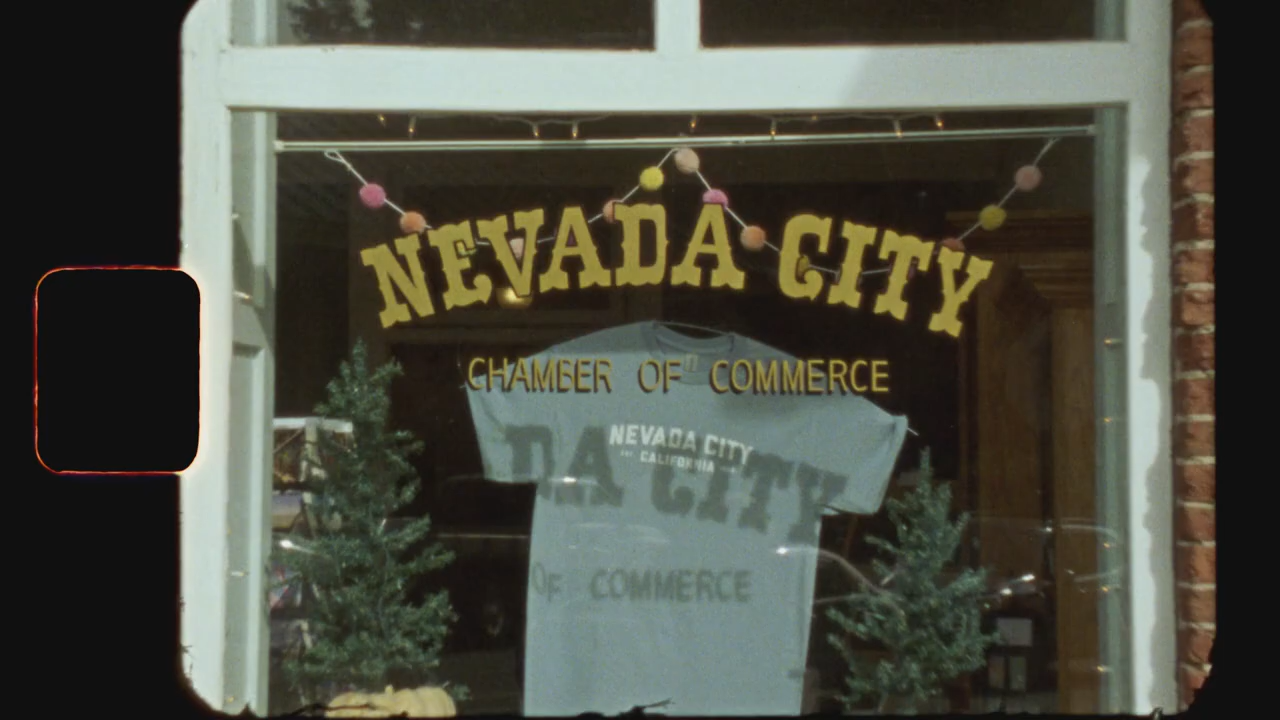 NEVADA CITY
CHAMBER OF COMMERCE
NEVADA CITY
CALIFORNIA
DA CITY
OF COMMERCE